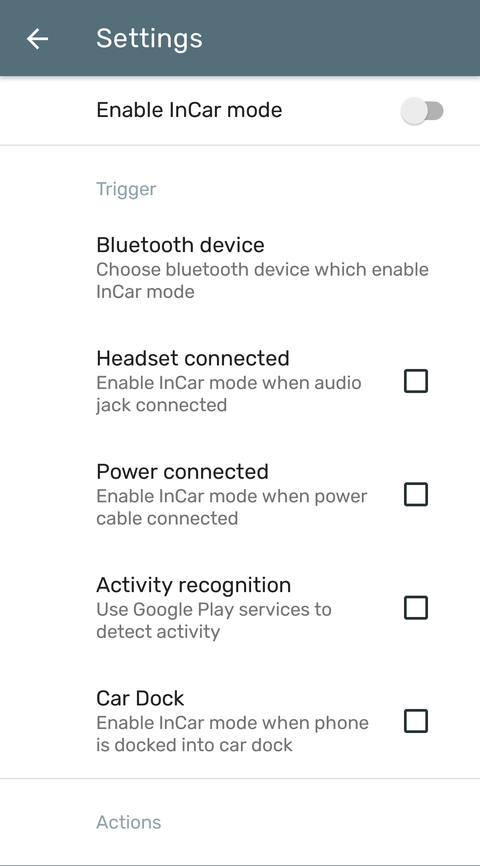 Settings
Enable InCar mode
Trigger
Bluetooth device
Choose bluetooth device which enable
InCar mode
Headset connected
Enable InCar mode when audio
jack connected
Power connected
Enable InCar mode when power
cable connected
Activity recognition
Use Google Play services to
detect activity
Car Dock
Enable InCar mode when phone
is docked into car dock
Actions